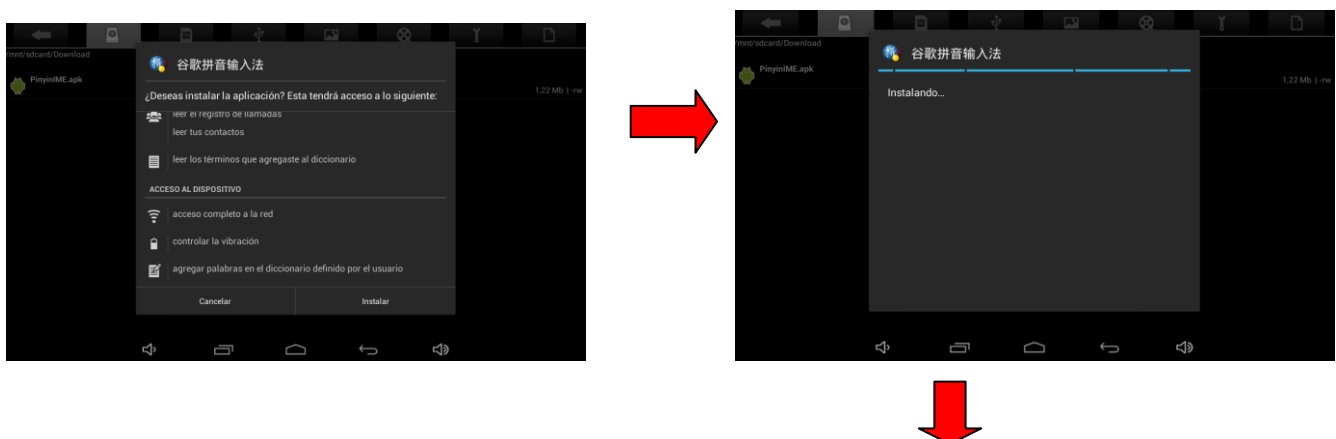 /mnt/sdcard/Download
PinyinIME.apk
谷歌拼音输入法
¿Deseas instalar la aplicación? Esta tendrá acceso a lo siguiente:
1,22 Mb | -rw
leer el registro de llamadas
leer tus contactos
leer los términos que agregaste al diccionario
ACCESO AL DISPOSITIVO
acceso completo a la red
controlar la vibración
agregar palabras en el diccionario definido por el usuario
Cancelar
Instalar
/mnt/sdcard/Download
谷歌拼音输入法
PinyinIME.apk
1,22 Mb | -rw
Instalando...